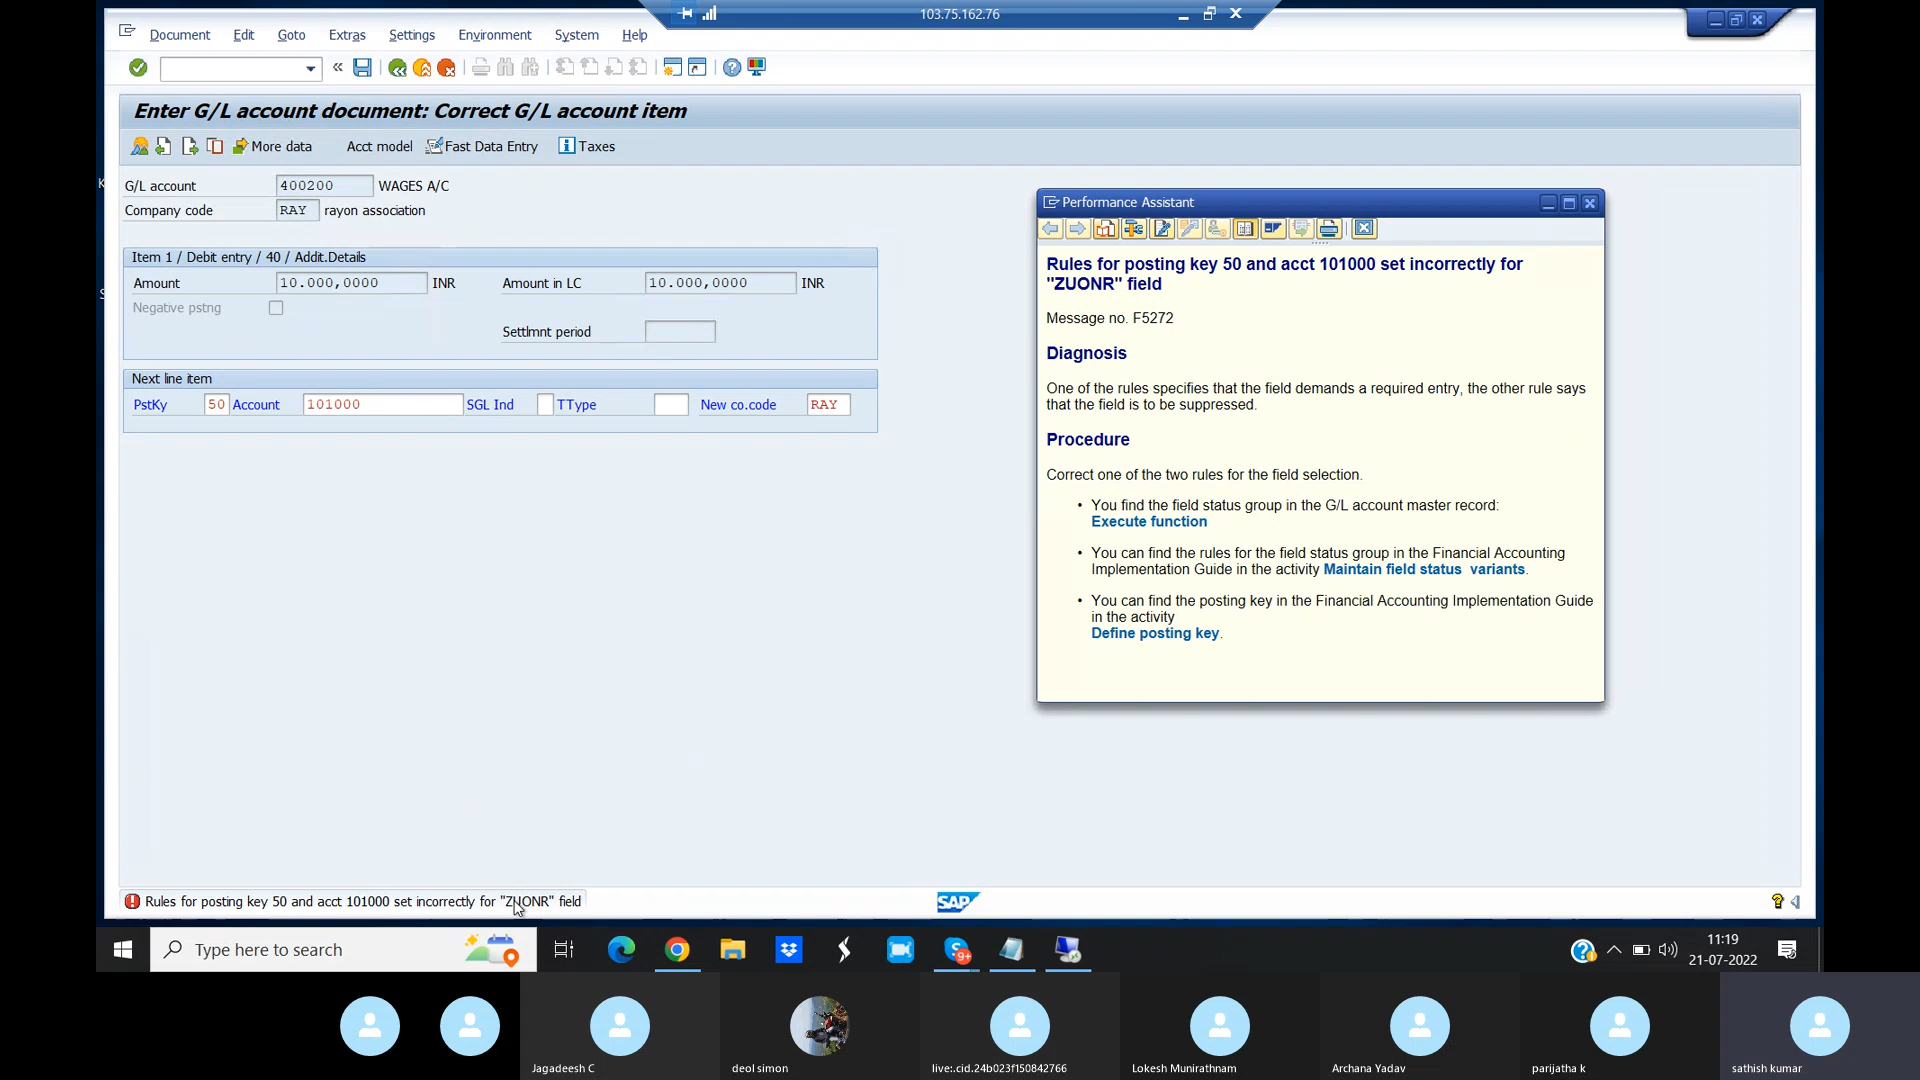 103.75.162.76
Document Edit Goto Extras Settings Environment System Help
Enter G/L account document: Correct G/L account item
More data Acct model Fast Data Entry Taxes
G/L account 400200 WAGES A/C
Company code RAY rayon association
Item 1 / Debit entry / 40 / Addit.Details
Amount 10.000,0000 INR Amount in LC 10.000,0000 INR
Negative pstng
Settlmnt period
Next line item
PstKy 50 Account 101000 SGL Ind TType New co.code RAY
Performance Assistant
Rules for posting key 50 and acct 101000 set incorrectly for
"ZUONR" field
Message no. F5272
Diagnosis
One of the rules specifies that the field demands a required entry, the other rule says
that the field is to be suppressed.
Procedure
Correct one of the two rules for the field selection.
• You find the field status group in the G/L account master record:
Execute function
• You can find the rules for the field status group in the Financial Accounting
Implementation Guide in the activity Maintain field status variants.
• You can find the posting key in the Financial Accounting Implementation Guide
in the activity
Define posting key.
Rules for posting key 50 and acct 101000 set incorrectly for "ZUONR" field
SAP
Type here to search
9+
11:19
21-07-2022
Jagadeesh C
deol simon
live:.cid.24b023f150842766
Lokesh Munirathnam
Archana Yadav
parijatha k
sathish kumar